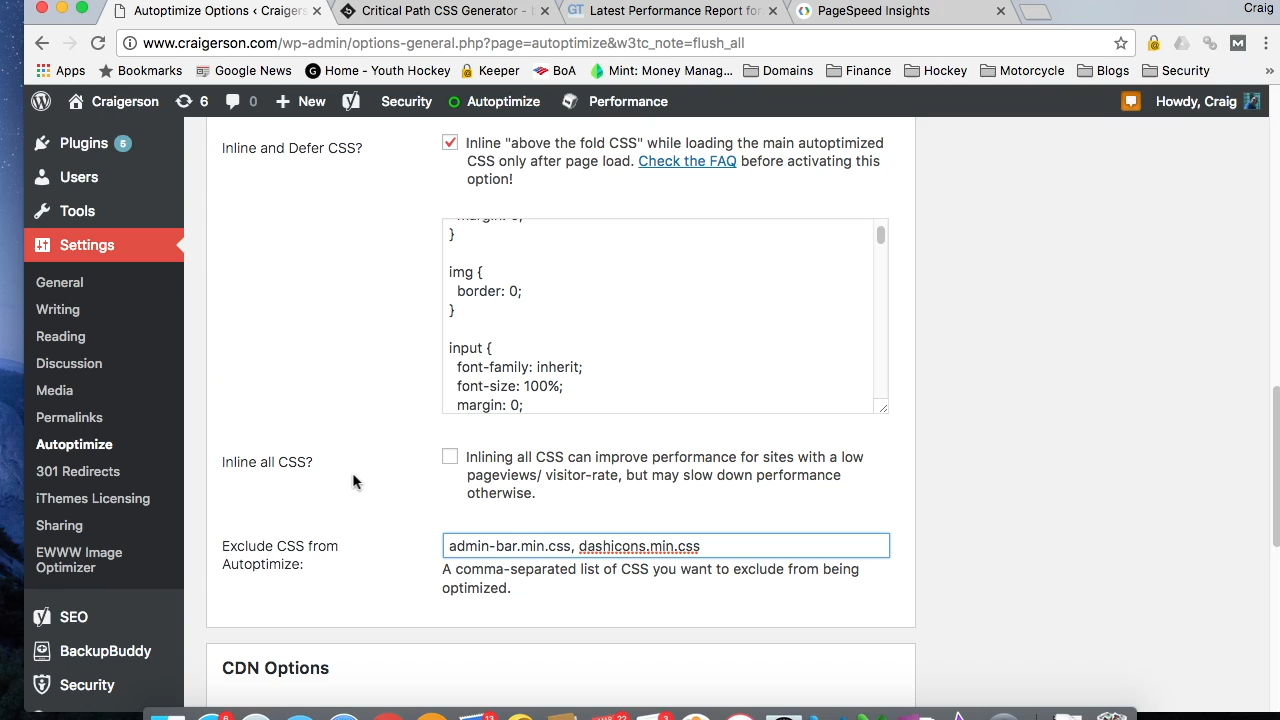 Autoptimize Options ‹ Craigers
Critical Path CSS Generator - b
Latest Performance Report for
PageSpeed Insights
Craig
www.craigerson.com/wp-admin/options-general.php?page=autoptimize&w3tc_note=flush_all
Apps
Bookmarks
Google News
Home - Youth Hockey
Keeper
BoA
Mint: Money Manag...
Domains
Finance
Hockey
Motorcycle
Blogs
Security
»
Craigerson
6
0
New
Security
Autoptimize
Performance
Howdy, Craig
Plugins 5
Users
Tools
Settings
General
Writing
Reading
Discussion
Media
Permalinks
Autoptimize
301 Redirects
iThemes Licensing
Sharing
EWWW Image
Optimizer
SEO
BackupBuddy
Security
Inline and Defer CSS?
Inline "above the fold CSS" while loading the main autoptimized
CSS only after page load. Check the FAQ before activating this
option!
}
img {
border: 0;
}
input {
font-family: inherit;
font-size: 100%;
margin: 0;
Inline all CSS?
Inlining all CSS can improve performance for sites with a low
pageviews/ visitor-rate, but may slow down performance
otherwise.
Exclude CSS from
Autoptimize:
admin-bar.min.css, dashicons.min.css
A comma-separated list of CSS you want to exclude from being
optimized.
CDN Options